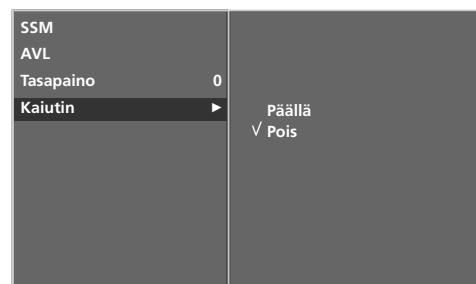 SSM
AVL
Tasapaino 0
Kaiutin ►
Päällä
√ Pois